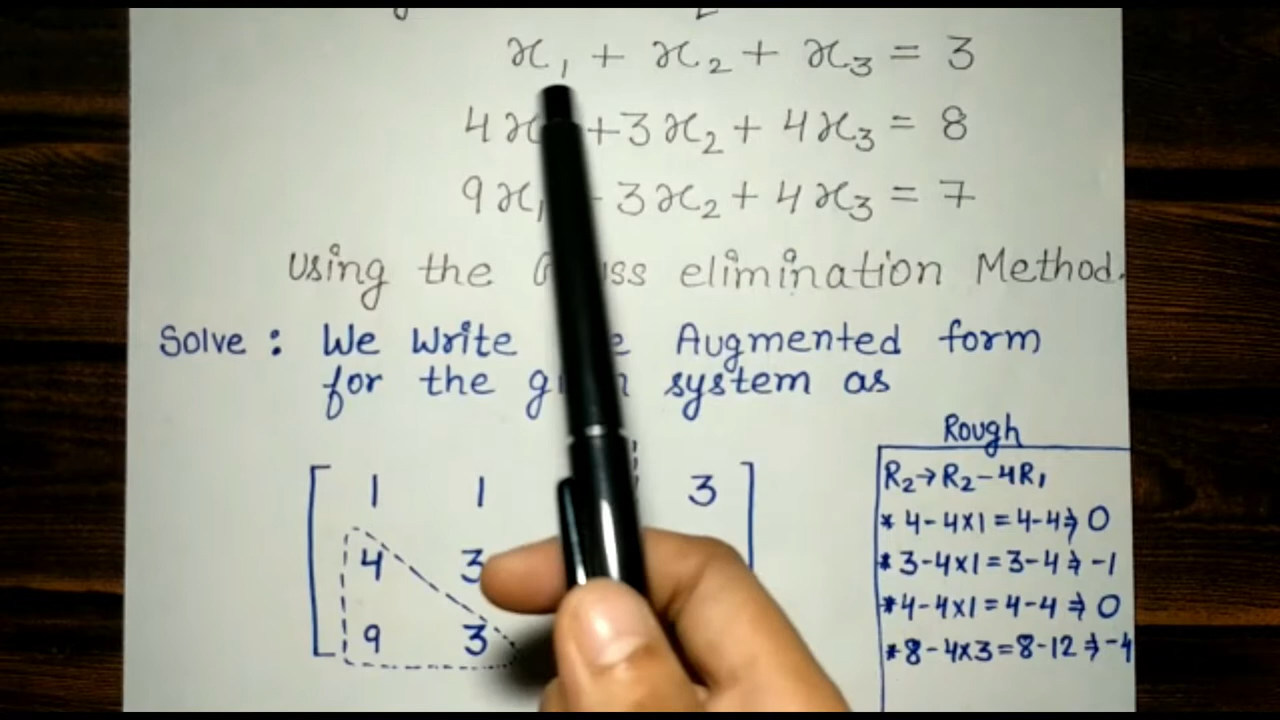 x₁ + x₂ + x₃ = 3
4x + 3x₂ + 4x₃ = 8
9x₁ 3x₂ + 4x₃ = 7
Using the elimination Method.
Solve : We Write Augmented form
for the system as
Rough
1 1 3
4 3
9 3
R₂→R₂-4R₁
* 4-4×1=4-4⇒0
* 3-4×1=3-4⇒-1
* 4-4×1=4-4⇒0
* 8-4×3=8-12⇒-4